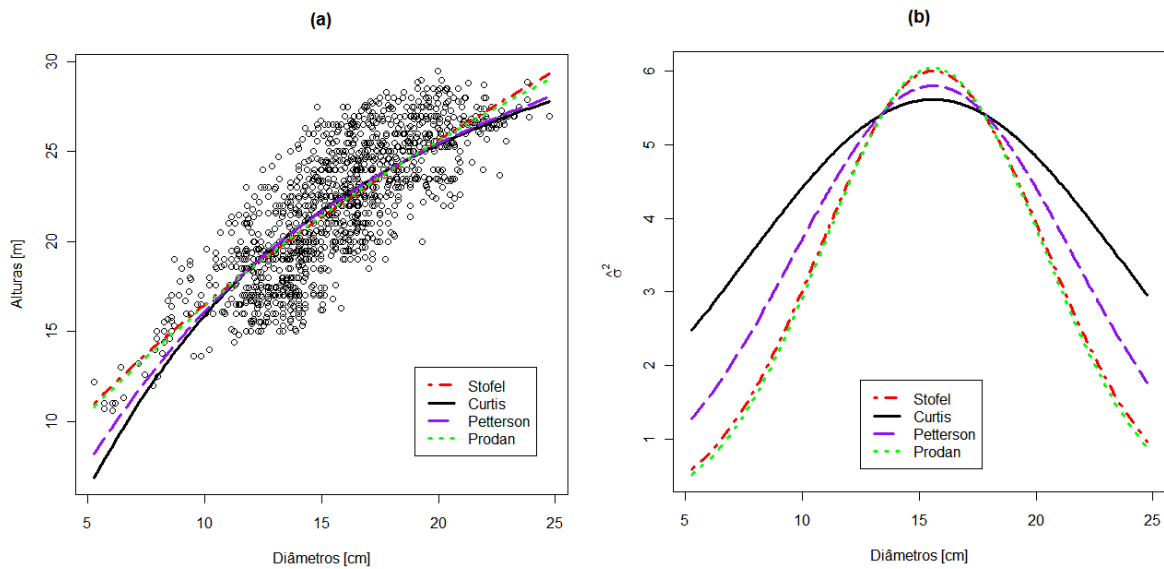 (a)
Alturas [m]
30
25
20
15
10
5
10
15
20
25
Diâmetros [cm]
Stofel
Curtis
Petterson
Prodan
(b)
σ̂²
6
5
4
3
2
1
5
10
15
20
25
Diâmetros [cm]
Stofel
Curtis
Petterson
Prodan